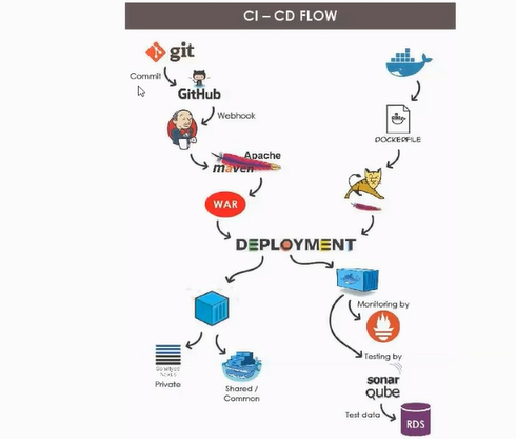 CI – CD FLOW
git
Commit
GitHub
Webhook
Apache
maven
WAR
DOCKERFILE
DEPLOYMENT
Monitoring by
Testing by
sonar
qube
Test data
RDS
Private
Shared /
Common